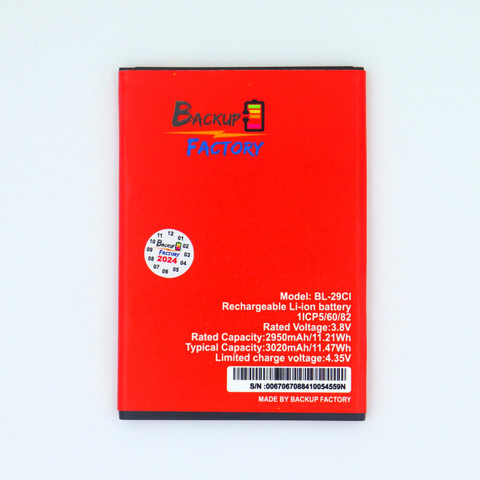 BACKUP
FACTORY
11 12 01
10 02
09 03
08 04
07 06 05
BACKUP
FACTORY
2024
Model: BL-29CI
Rechargeable Li-ion battery
1ICP5/60/82
Rated Voltage:3.8V
Rated Capacity:2950mAh/11.21Wh
Typical Capacity:3020mAh/11.47Wh
Limited charge voltage:4.35V
S/N :0067067088410054559N
MADE BY BACKUP FACTORY